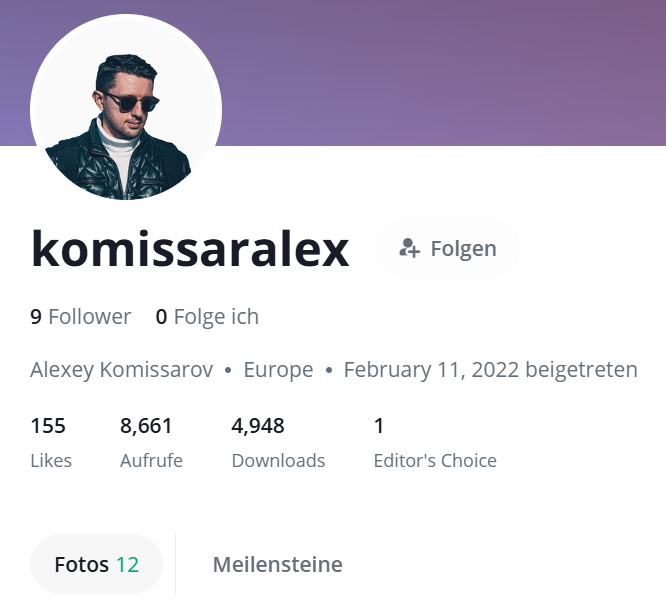 komissaralex
Folgen
9 Follower 0 Folge ich
Alexey Komissarov • Europe • February 11, 2022 beigetreten
155 8,661 4,948 1
Likes Aufrufe Downloads Editor's Choice
Fotos 12 Meilensteine